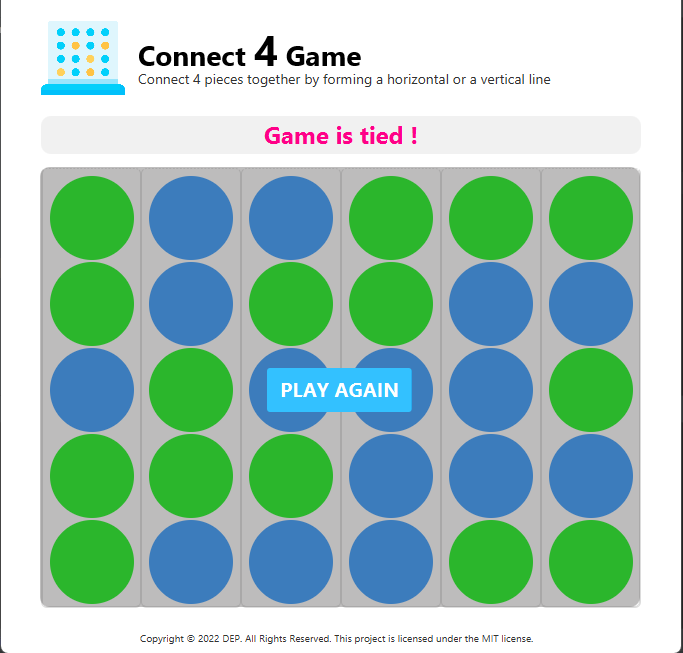 Connect 4 Game
Connect 4 pieces together by forming a horizontal or a vertical line
Game is tied !
PLAY AGAIN
Copyright © 2022 DEP. All Rights Reserved. This project is licensed under the MIT license.